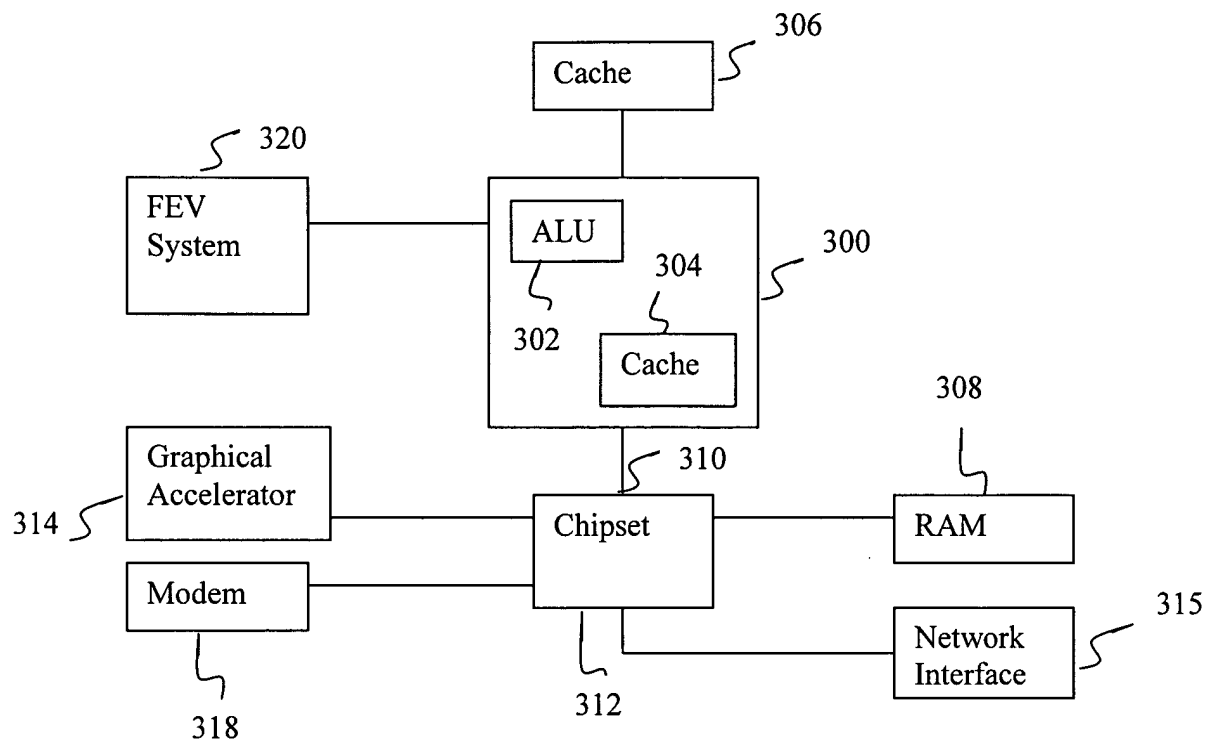 306
Cache
320
FEV
System
ALU
300
304
302
Cache
308
Graphical
Accelerator
310
314
Chipset
RAM
Modem
315
Network
Interface
312
318